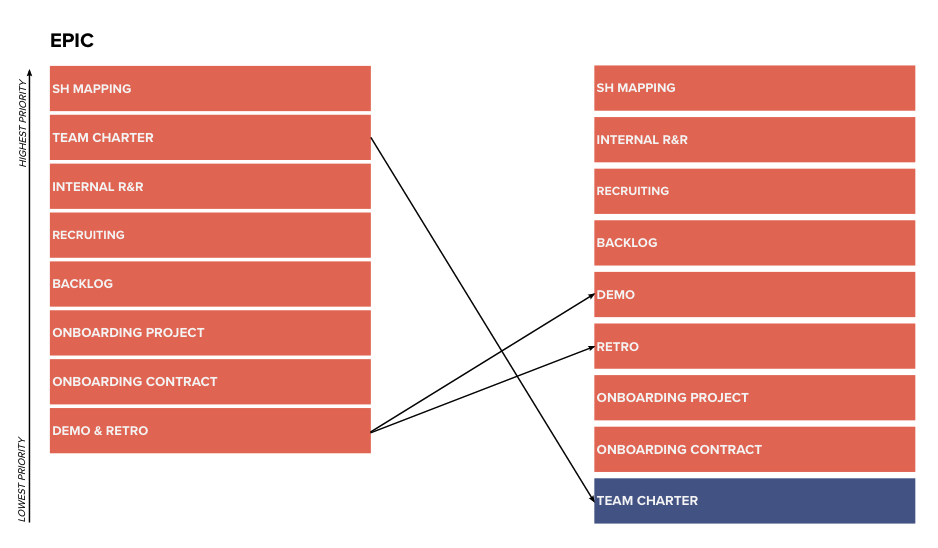 EPIC
HIGHEST PRIORITY
LOWEST PRIORITY
SH MAPPING
TEAM CHARTER
INTERNAL R&R
RECRUITING
BACKLOG
ONBOARDING PROJECT
ONBOARDING CONTRACT
DEMO & RETRO
SH MAPPING
INTERNAL R&R
RECRUITING
BACKLOG
DEMO
RETRO
ONBOARDING PROJECT
ONBOARDING CONTRACT
TEAM CHARTER